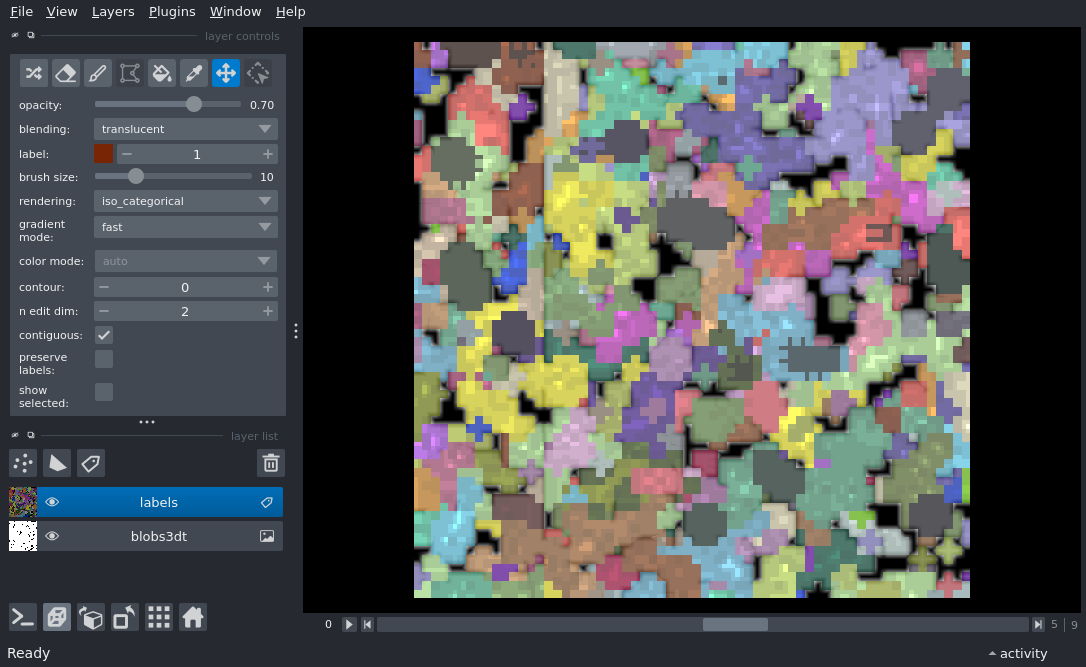 File View Layers Plugins Window Help
layer controls
opacity: 0.70
blending: translucent
label: 1
brush size: 10
rendering: iso_categorical
gradient
mode: fast
color mode: auto
contour: 0
n edit dim: 2
contiguous:
preserve
labels:
show
selected:
layer list
labels
blobs3dt
0 5 | 9
Ready activity